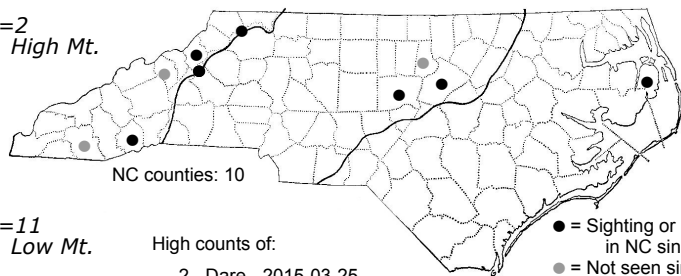 =2
High Mt.
NC counties: 10
=11
Low Mt.
High counts of:
2 - Dare - 2015-03-25
● = Sighting or
in NC sin
● = Not seen si